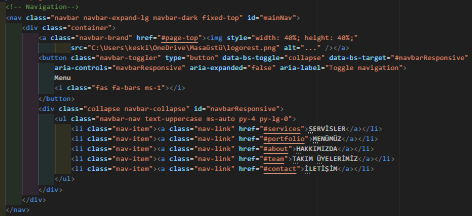 <!-- Navigation-->
<nav class="navbar navbar-expand-lg navbar-dark fixed-top" id="mainNav">
<div class="container">
<a class="navbar-brand" href="#page-top"><img style="width: 40%; height: 40%;"
src="C:\Users\keskl\OneDrive\MasaÜstü\logorest.png" alt="..." /></a>
<button class="navbar-toggler" type="button" data-bs-toggle="collapse" data-bs-target="#navbarResponsive"
aria-controls="navbarResponsive" aria-expanded="false" aria-label="Toggle navigation">
Menu
<i class="fas fa-bars ms-1"></i>
</button>
<div class="collapse navbar-collapse" id="navbarResponsive">
<ul class="navbar-nav text-uppercase ms-auto py-4 py-lg-0">
<li class="nav-item"><a class="nav-link" href="#services">ŞERVİSLER</a></li>
<li class="nav-item"><a class="nav-link" href="#portfolio">MENÜMÜZ</a></li>
<li class="nav-item"><a class="nav-link" href="#about">HAKKIMIZDA</a></li>
<li class="nav-item"><a class="nav-link" href="#team">TAKIM ÜYELERİMİZ</a></li>
<li class="nav-item"><a class="nav-link" href="#contact">İLETİŞİM</a></li>
</ul>
</div>
</div>
</nav>